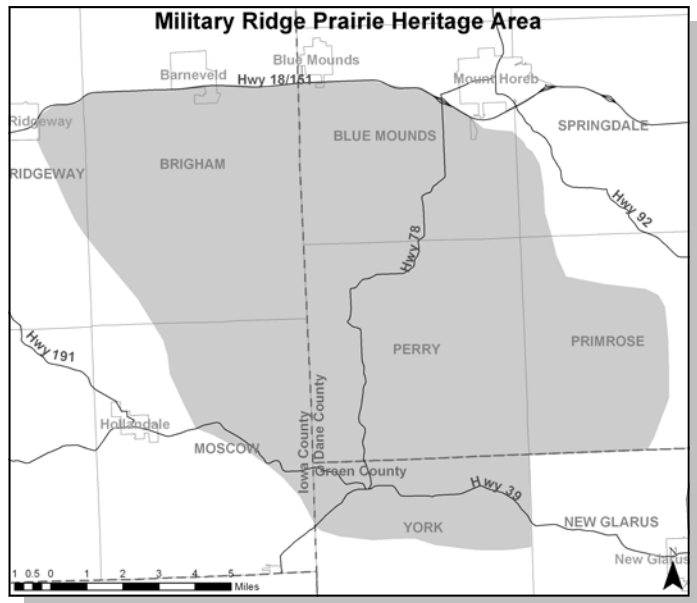 Military Ridge Prairie Heritage Area
Blue Mounds
Barneveld
Hwy 18/151
Mount Horeb
Ridgeway
BLUE MOUNDS
SPRINGDALE
BRIGHAM
RIDGEWAY
Hwy 92
Hwy 78
Hwy 191
PERRY
PRIMROSE
Hollandale
MOSCOW
Iowa County
Dane County
Green County
Hwy 39
YORK
NEW GLARUS
New Glarus
N
1 0.5 0 1 2 3 4 5
Miles